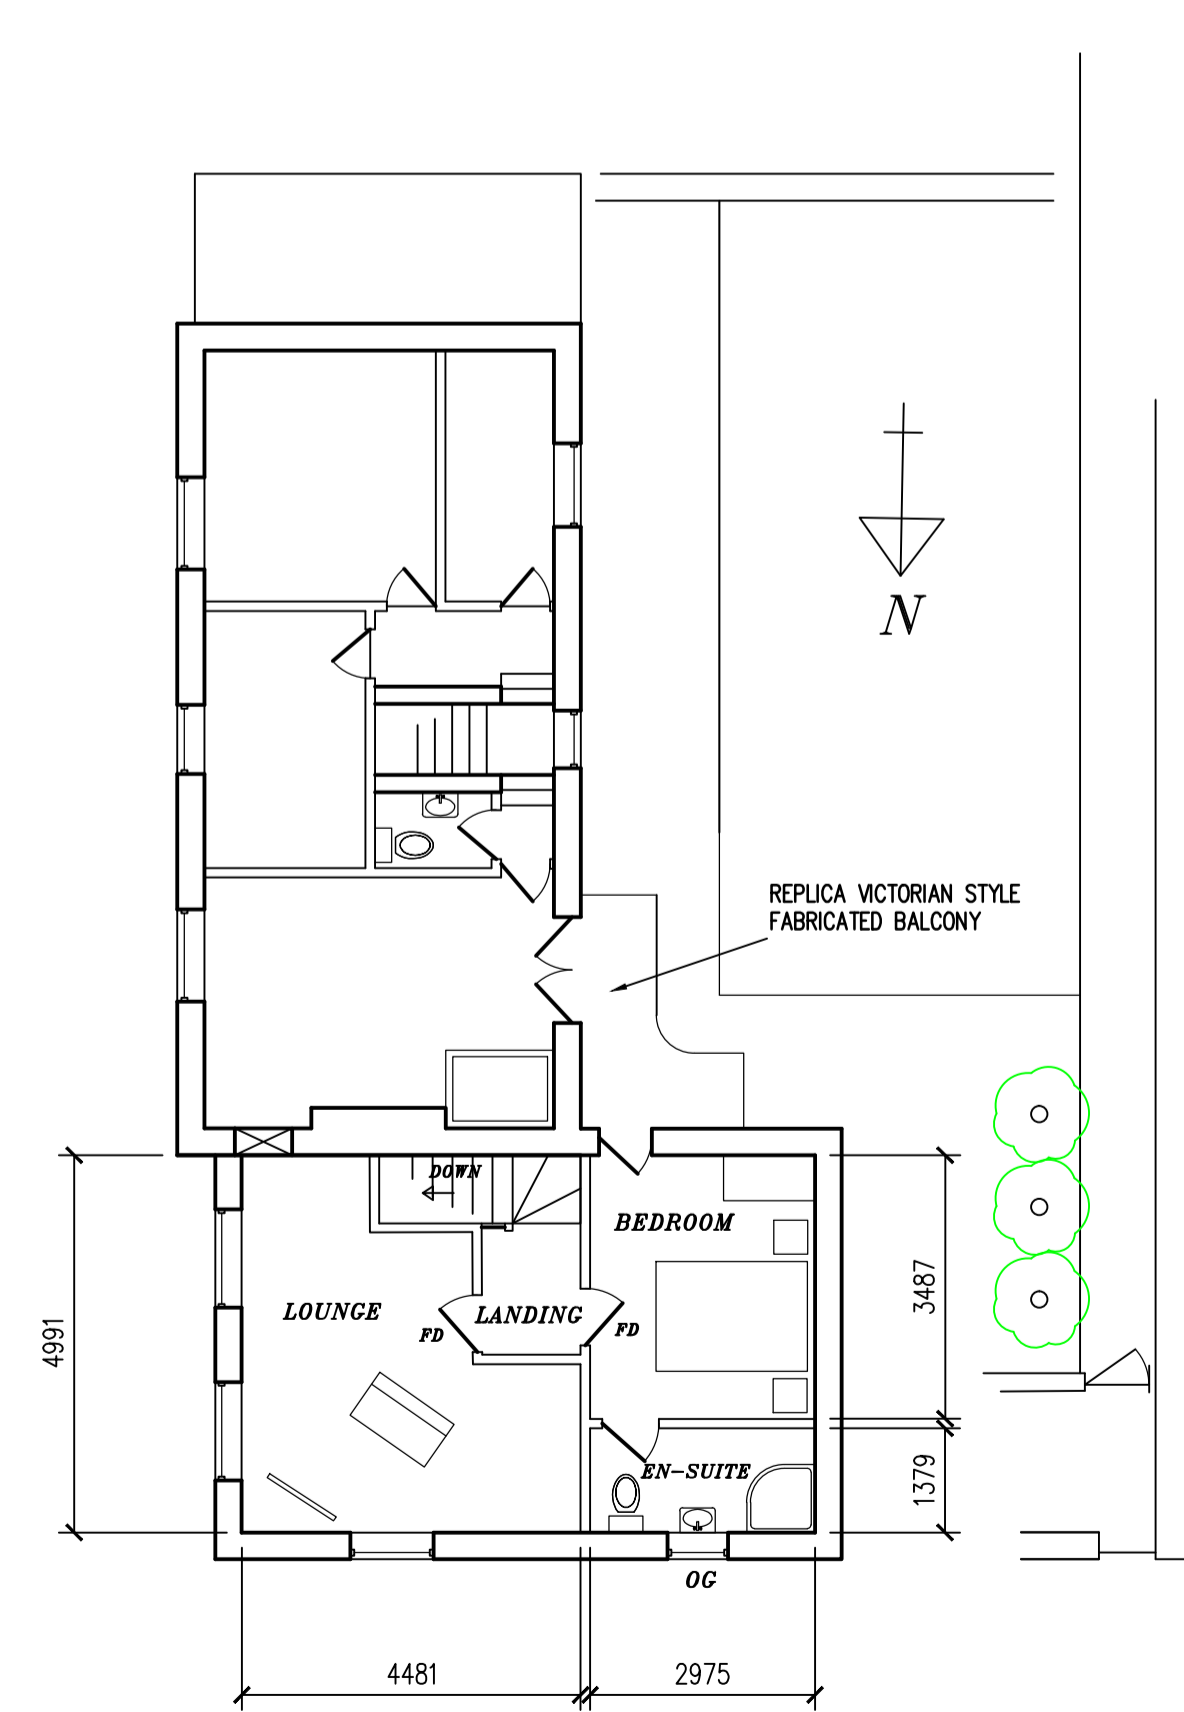 N
REPLICA VICTORIAN STYLE
FABRICATED BALCONY
DOWN
BEDROOM
LOUNGE
LANDING
FD
FD
4991
3487
EN-SUITE
1379
OG
4481
2975